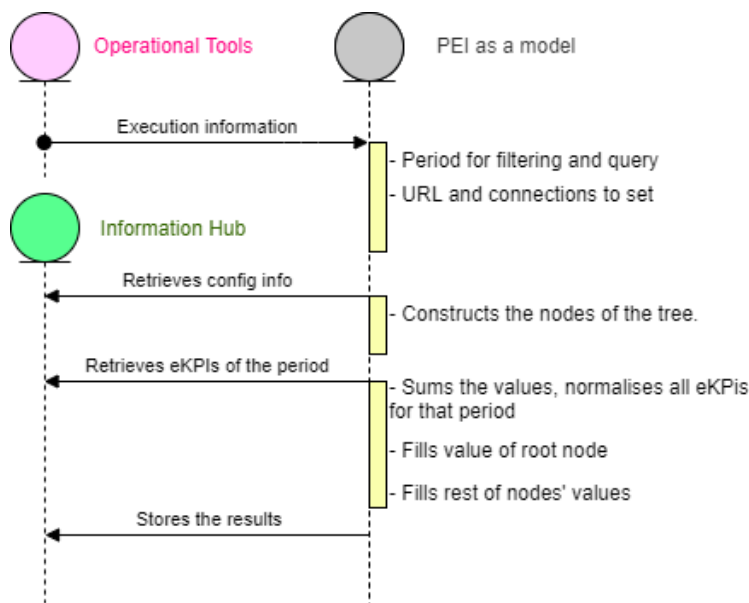 Operational Tools
PEI as a model
Execution information
- Period for filtering and query
- URL and connections to set
Information Hub
Retrieves config info
- Constructs the nodes of the tree.
Retrieves eKPIs of the period
- Sums the values, normalises all eKPis
for that period
- Fills value of root node
- Fills rest of nodes' values
Stores the results